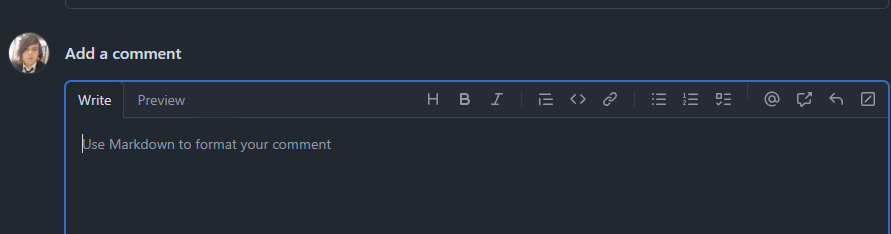 Add a comment
Write Preview H B I
Use Markdown to format your comment